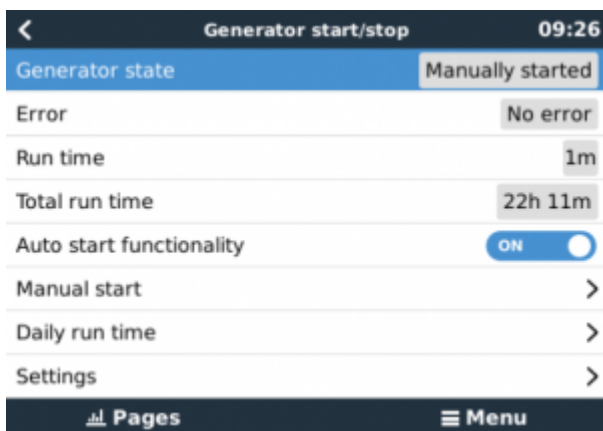 Generator start/stop 09:26
Generator state Manually started
Error No error
Run time 1m
Total run time 22h 11m
Auto start functionality ON
Manual start
Daily run time
Settings
Pages Menu